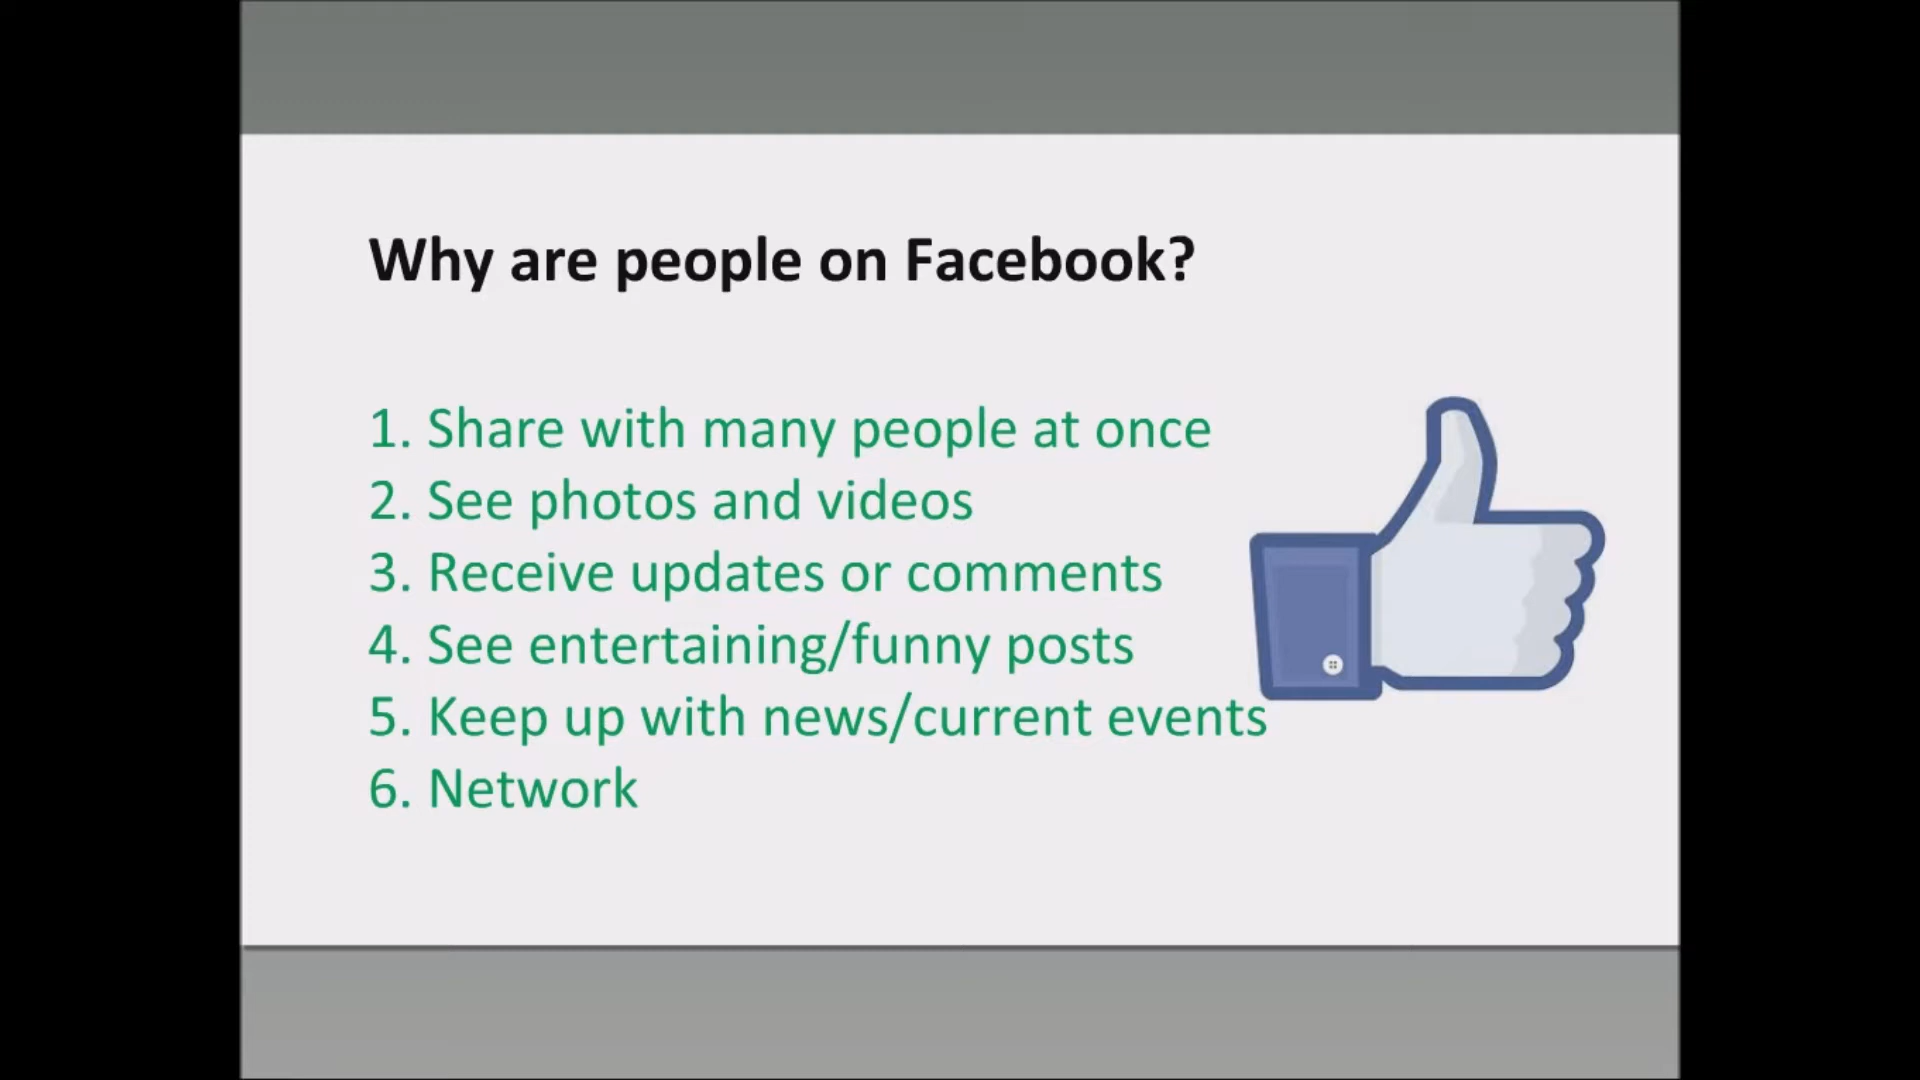 Why are people on Facebook?
1. Share with many people at once
2. See photos and videos
3. Receive updates or comments
4. See entertaining/funny posts
5. Keep up with news/current events
6. Network